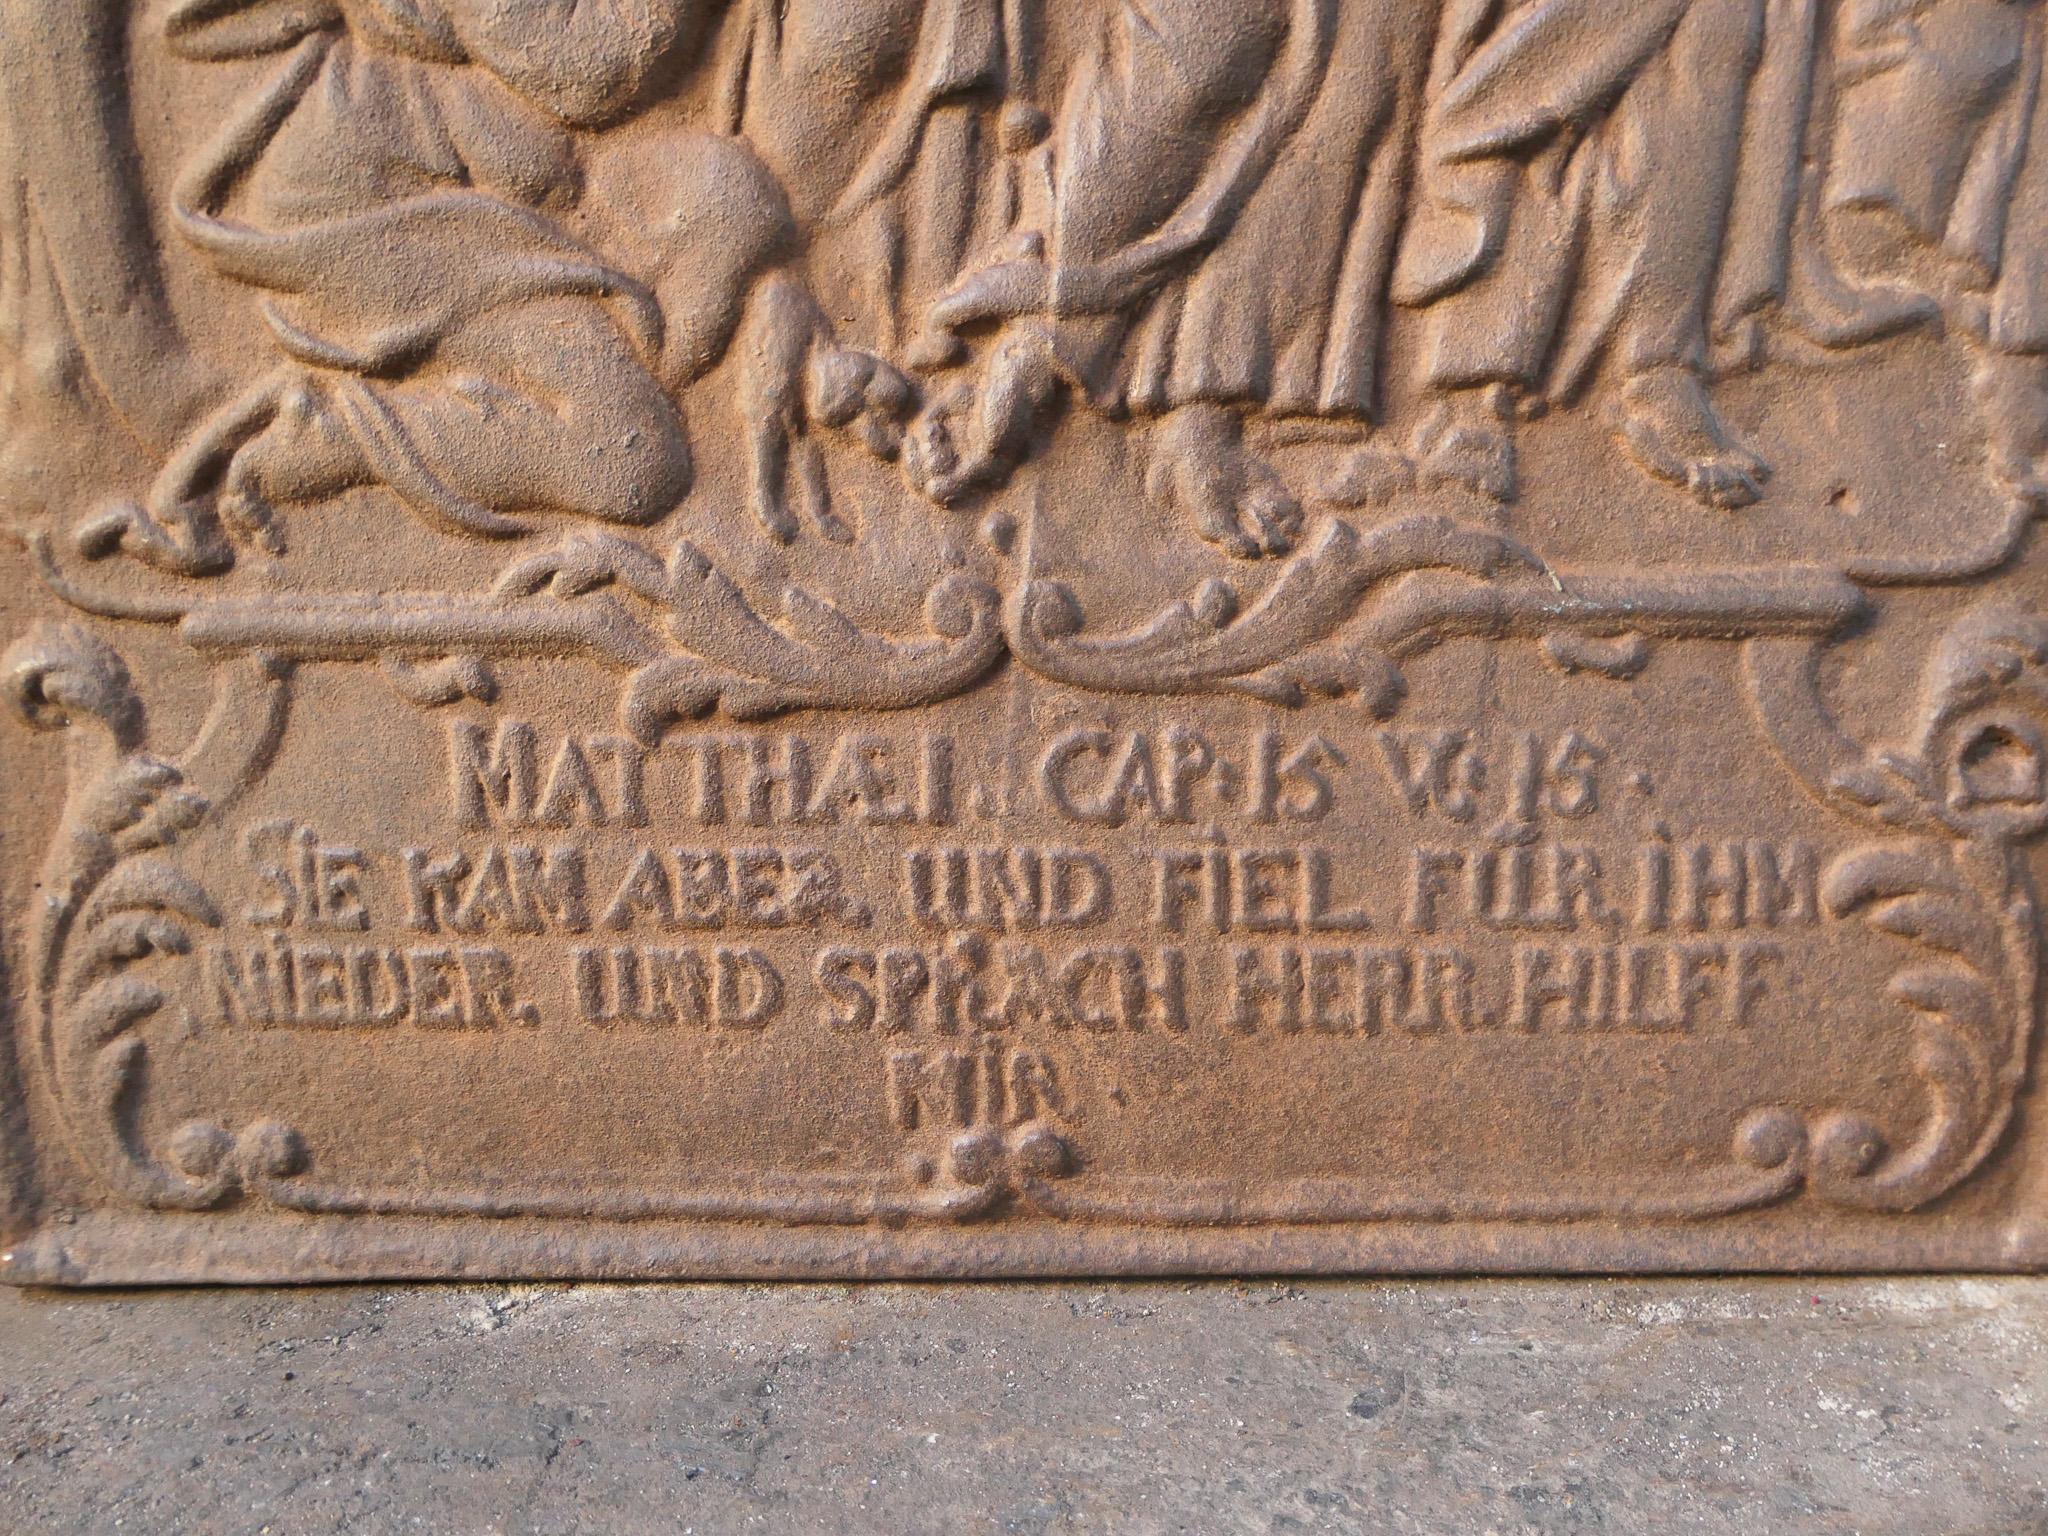 MATTHÆI. CAP: 15 V: 15.
SIE KAM ABER UND FIEL FÜR IHM
NIEDER. UND SPRACH HERR HILFF
MIR.